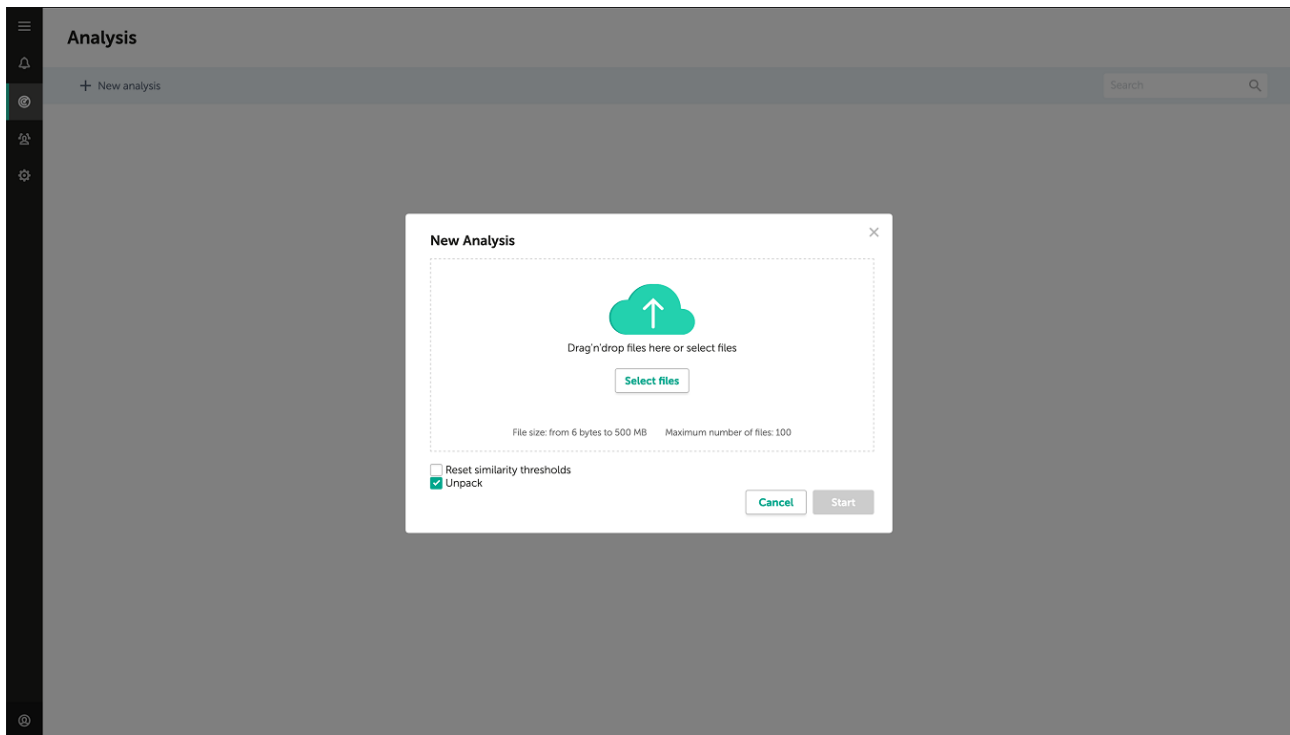 Analysis
New analysis
Search
New Analysis
Drag'n'drop files here or select files
Select files
File size: from 6 bytes to 500 MB Maximum number of files: 100
Reset similarity thresholds
Unpack
Cancel Start